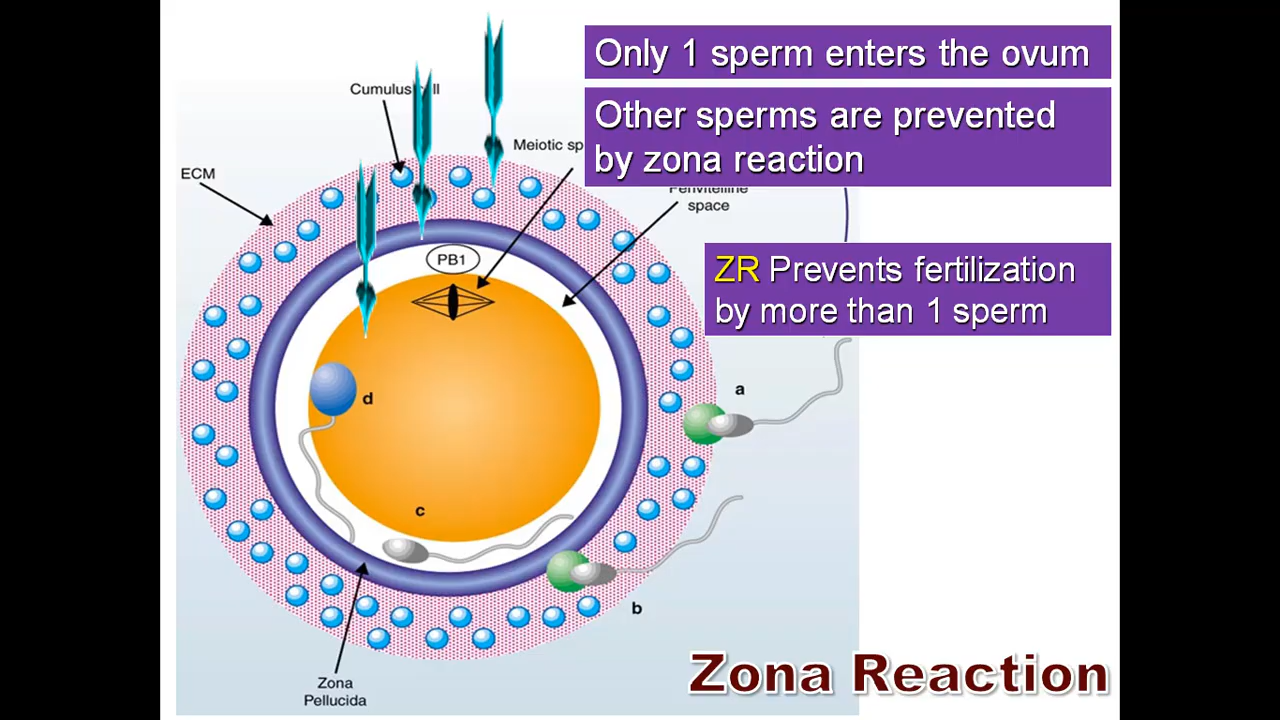 Only 1 sperm enters the ovum
Other sperms are prevented
by zona reaction
Cumulus
ECM
Meiotic
Perivitelline
space
PB1
ZR Prevents fertilization
by more than 1 sperm
a
d
c
b
Zona
Pellucida
Zona Reaction